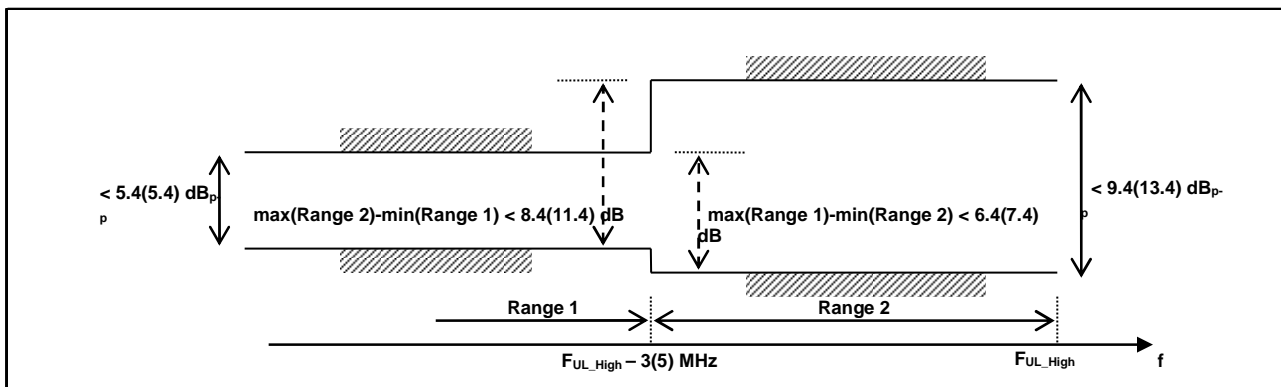 < 5.4(5.4) dBp-p
max(Range 2)-min(Range 1) < 8.4(11.4) dB
max(Range 1)-min(Range 2) < 6.4(7.4)
dB
< 9.4(13.4) dBp-p
Range 1
Range 2
FUL_High – 3(5) MHz
FUL_High
f